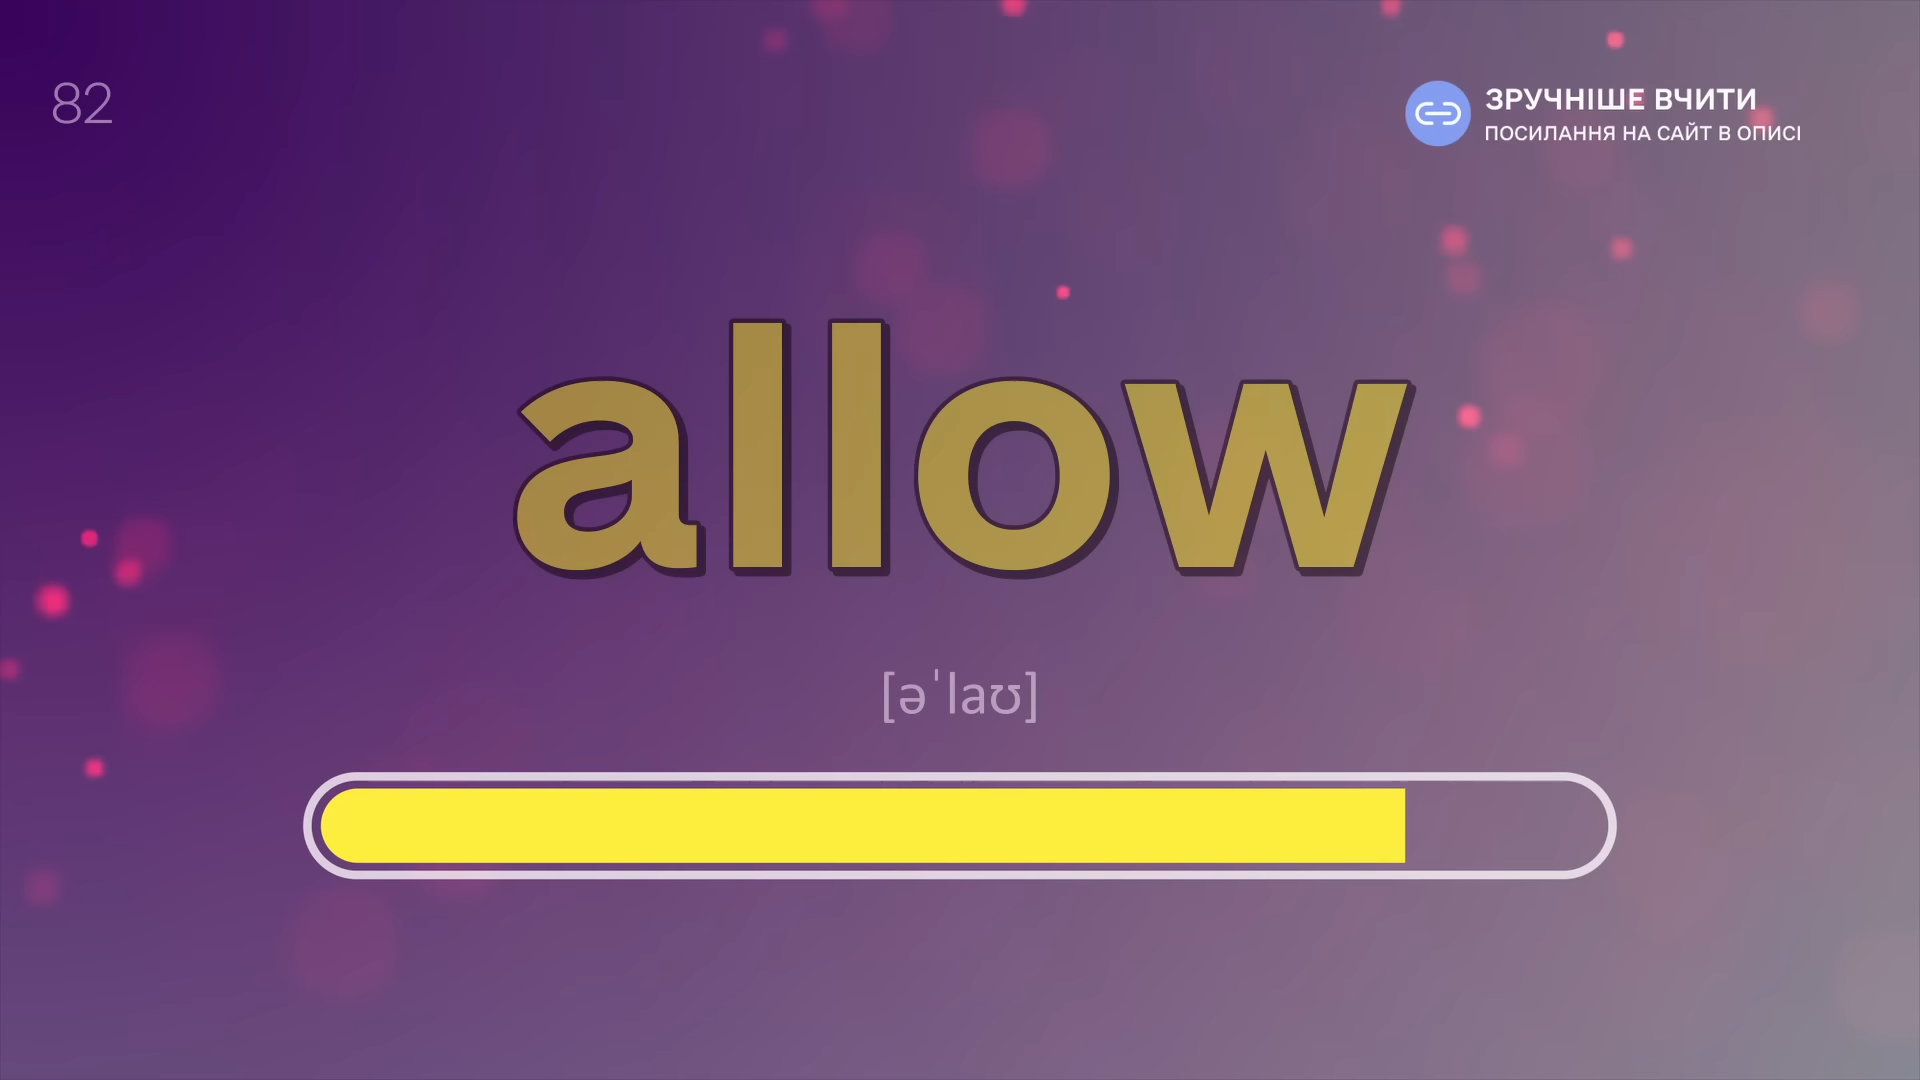 82
ЗРУЧНІШЕ ВЧИТИ
ПОСИЛАННЯ НА САЙТ В ОПИСІ
allow
[əˈlaʊ]